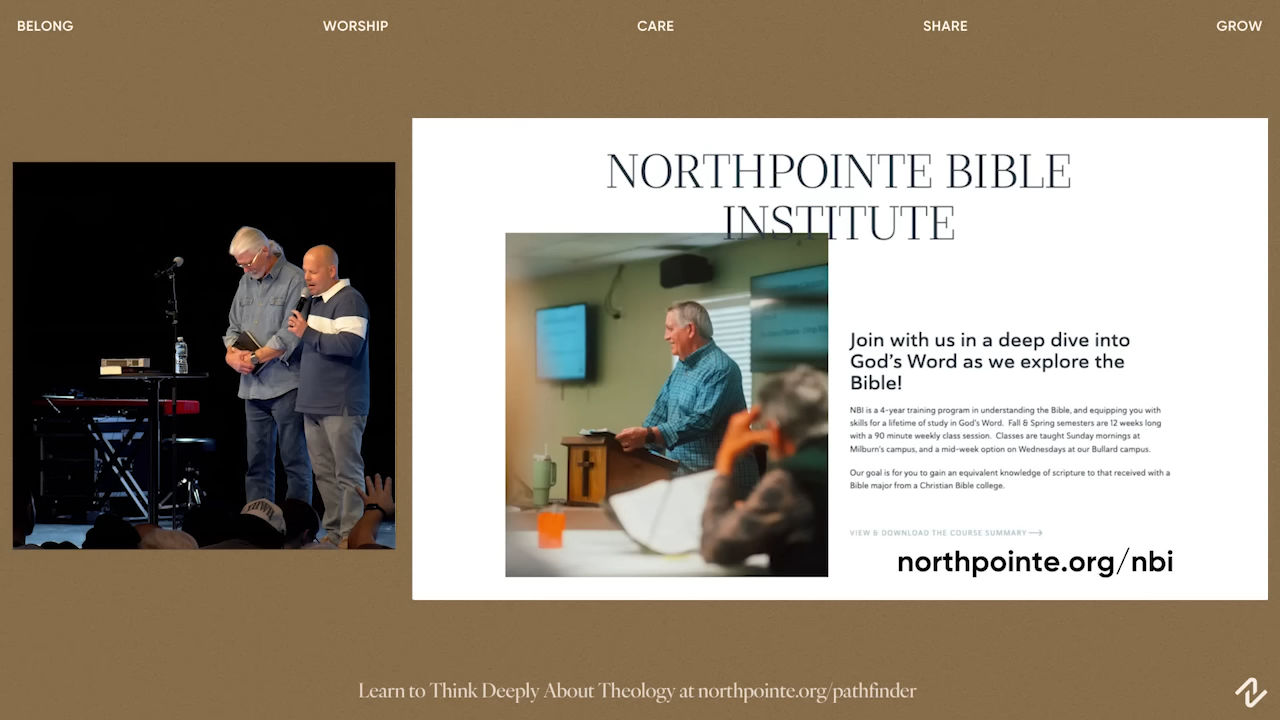 BELONG WORSHIP CARE SHARE GROW
NORTHPOINTE BIBLE
INSTITUTE
Join with us in a deep dive into
God's Word as we explore the
Bible!
NBI is a 4-year training program in understanding the Bible, and equipping you with
skills for a lifetime of study in God's Word. Fall & Spring semesters are 12 weeks long
with a 90 minute weekly class session. Classes are taught Sunday mornings at
Milburn's campus, and a mid-week option on Wednesdays at our Bullard campus.
Our goal is for you to gain an equivalent knowledge of scripture to that received with a
Bible major from a Christian Bible college.
VIEW & DOWNLOAD THE COURSE SUMMARY
northpointe.org/nbi
Learn to Think Deeply About Theology at northpointe.org/pathfinder